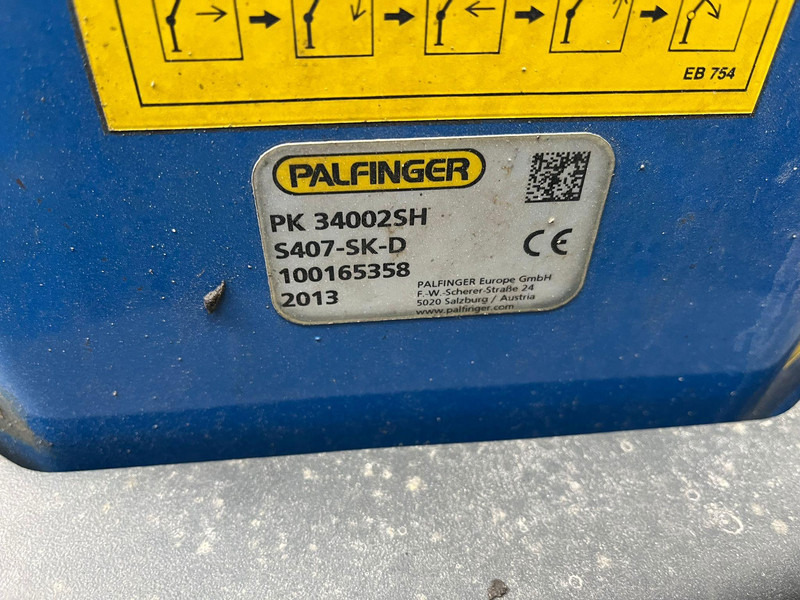 EB 754
PALFINGER
PK 34002SH
S407-SK-D
100165358
2013
PALFINGER Europe GmbH
F.-W.-Scherer-Straße 24
5020 Salzburg / Austria
www.palfinger.com
CE